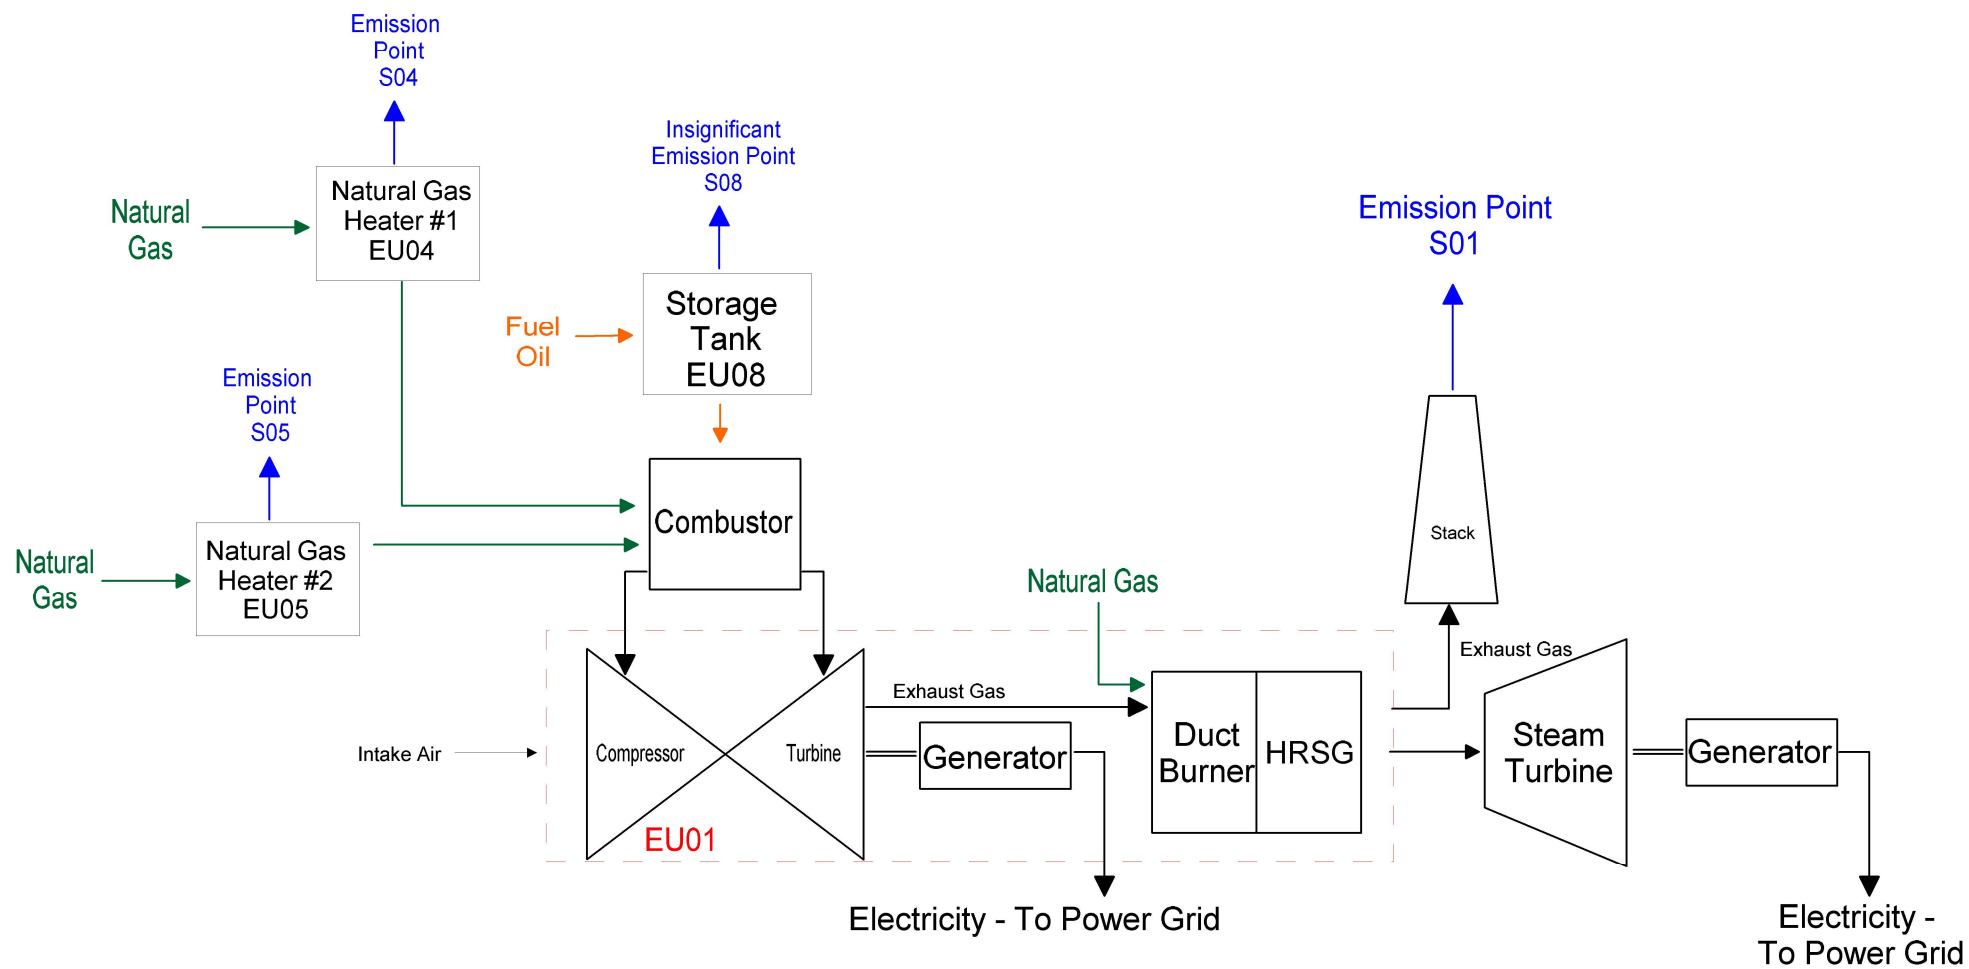 Emission
Point
S04
Natural Gas
Heater #1
EU04
Natural
Gas
Insignificant
Emission Point
S08
Storage
Tank
EU08
Fuel
Oil
Emission Point
S01
Emission
Point
S05
Natural Gas
Heater #2
EU05
Natural
Gas
Combustor
Stack
Natural Gas
Exhaust Gas
Exhaust Gas
Intake Air
Compressor
Turbine
Generator
Duct
Burner
HRSG
Steam
Turbine
Generator
EU01
Electricity - To Power Grid
Electricity -
To Power Grid